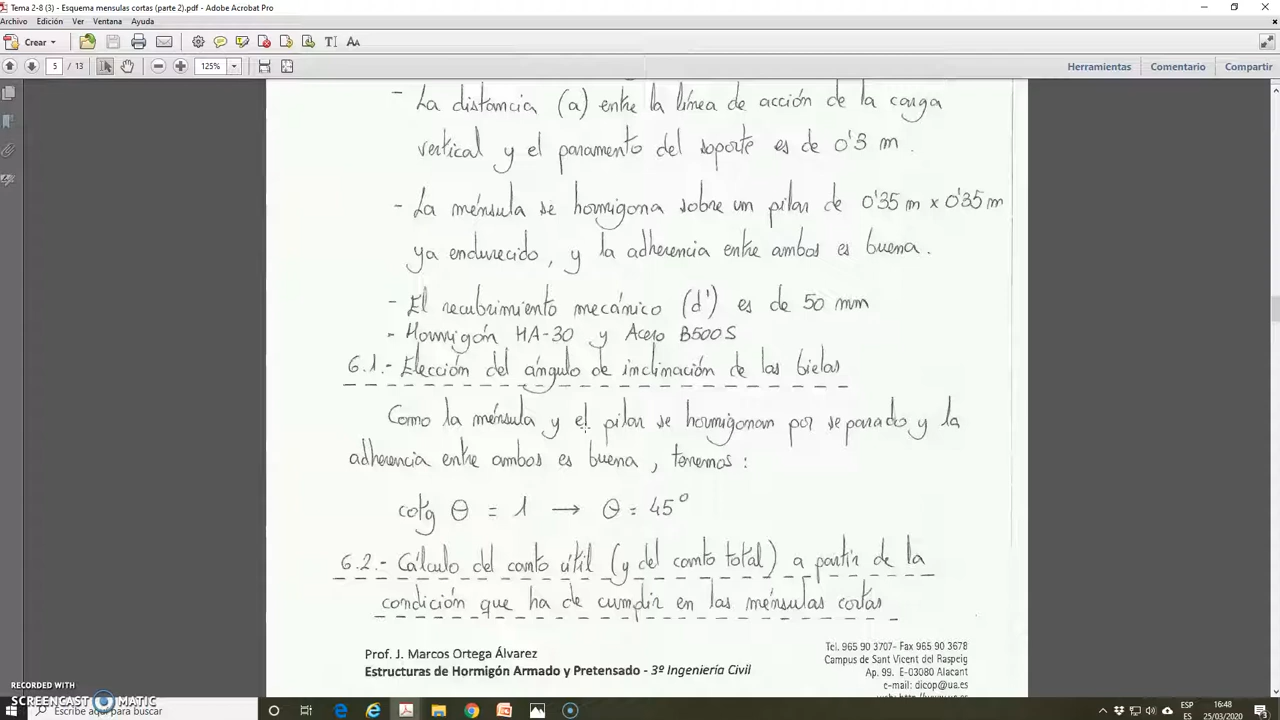 Tema 2-8 (3) - Esquema mensulas cortas (parte 2).pdf - Adobe Acrobat Pro
Archivo Edición Ver Ventana Ayuda
Crear
5 / 13 125% Herramientas Comentario Compartir
- La distancia (a) entre la línea de acción de la carga
vertical y el paramento del soporte es de 0'3 m.
- La ménsula se hormigona sobre un pilar de 0'35 m x 0'35 m
ya endurecido, y la adherencia entre ambos es buena.
- El recubrimiento mecánico (d') es de 50 mm
- Hormigón HA-30 y Acero B500S
6.1.- Elección del ángulo de inclinación de las bielas
Como la ménsula y el pilar se hormigonan por separado y la
adherencia entre ambos es buena, tenemos:
cotg θ = 1 → θ = 45°
6.2.- Cálculo del canto útil (y del canto total) a partir de la
condición que ha de cumplir en las ménsulas cortas
Prof. J. Marcos Ortega Álvarez
Estructuras de Hormigón Armado y Pretensado - 3º Ingeniería Civil
Tel. 965 90 3707- Fax 965 90 3678
Campus de Sant Vicent del Raspeig
Ap. 99. E-03080 Alacant
e-mail: dicop@ua.es
RECORDED WITH
SCREENCAST MATIC
Escribe aquí para buscar
ESP
ES
16:48
25/03/2020